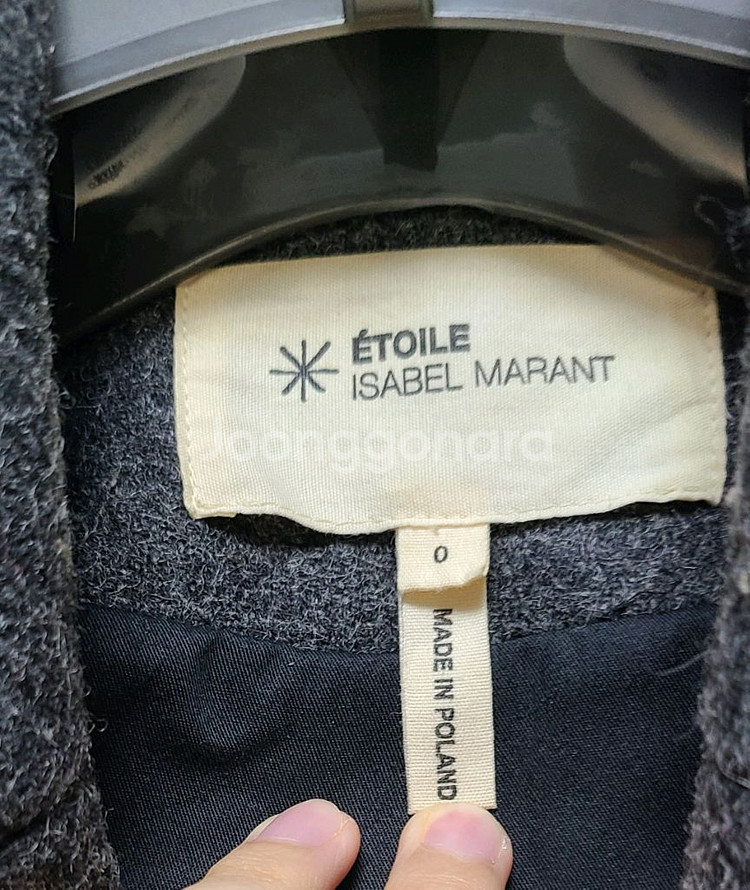 ÉTOILE
ISABEL MARANT
Joonggonara
0
MADE IN POLAND